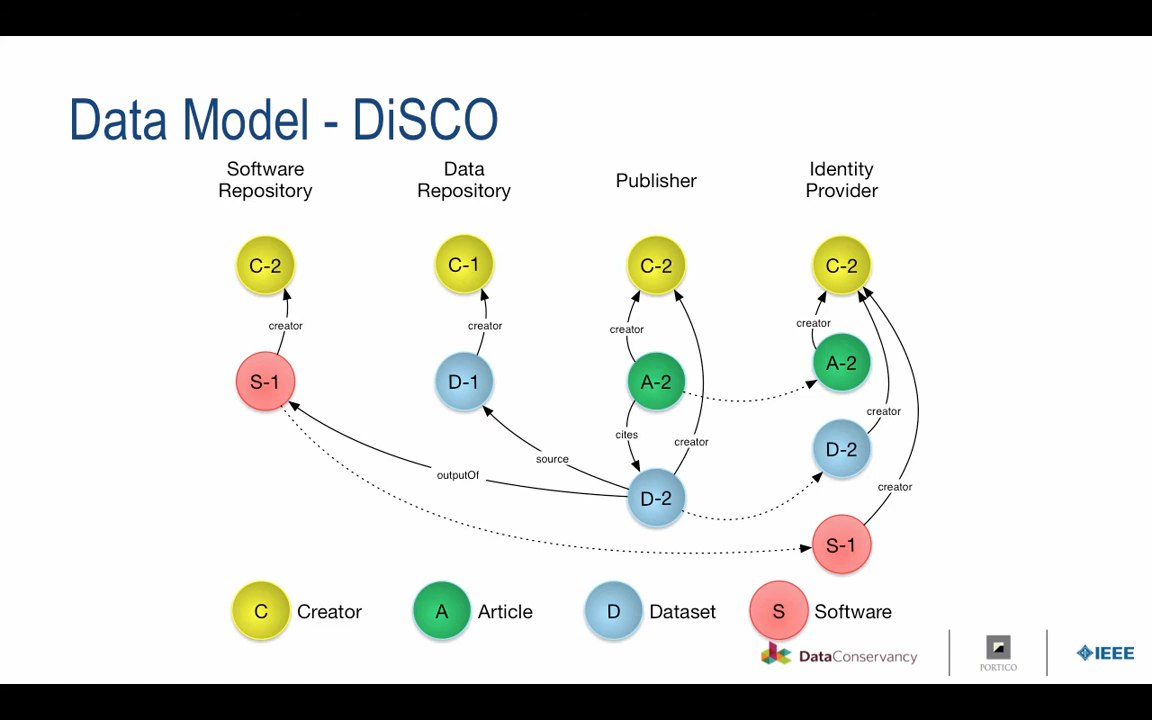 Data Model - DiSCO
Software
Repository
Data
Repository
Publisher
Identity
Provider
C-2
C-1
C-2
C-2
creator
creator
creator
creator
S-1
D-1
A-2
A-2
cites
creator
creator
source
outputOf
D-2
D-2
creator
S-1
C Creator
A Article
D Dataset
S Software
DataConservancy
PORTICO
IEEE